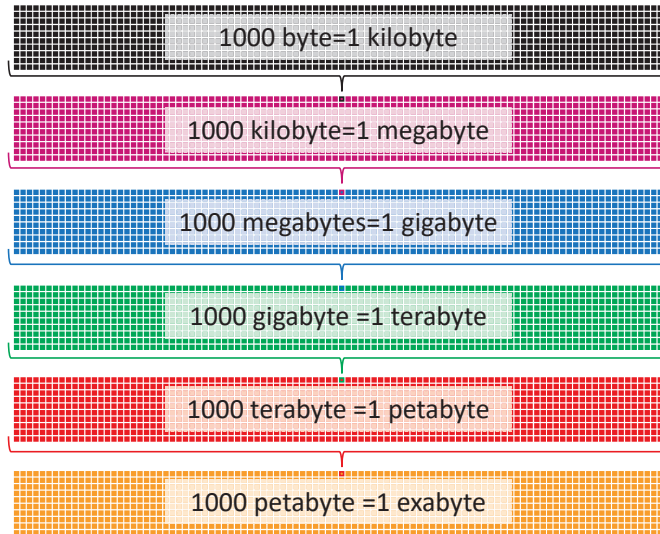 1000 byte=1 kilobyte
1000 kilobyte=1 megabyte
1000 megabytes=1 gigabyte
1000 gigabyte =1 terabyte
1000 terabyte =1 petabyte
1000 petabyte =1 exabyte